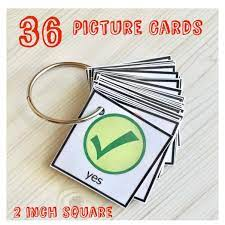 36 PICTURE CARDS
yes
2 INCH SQUARE